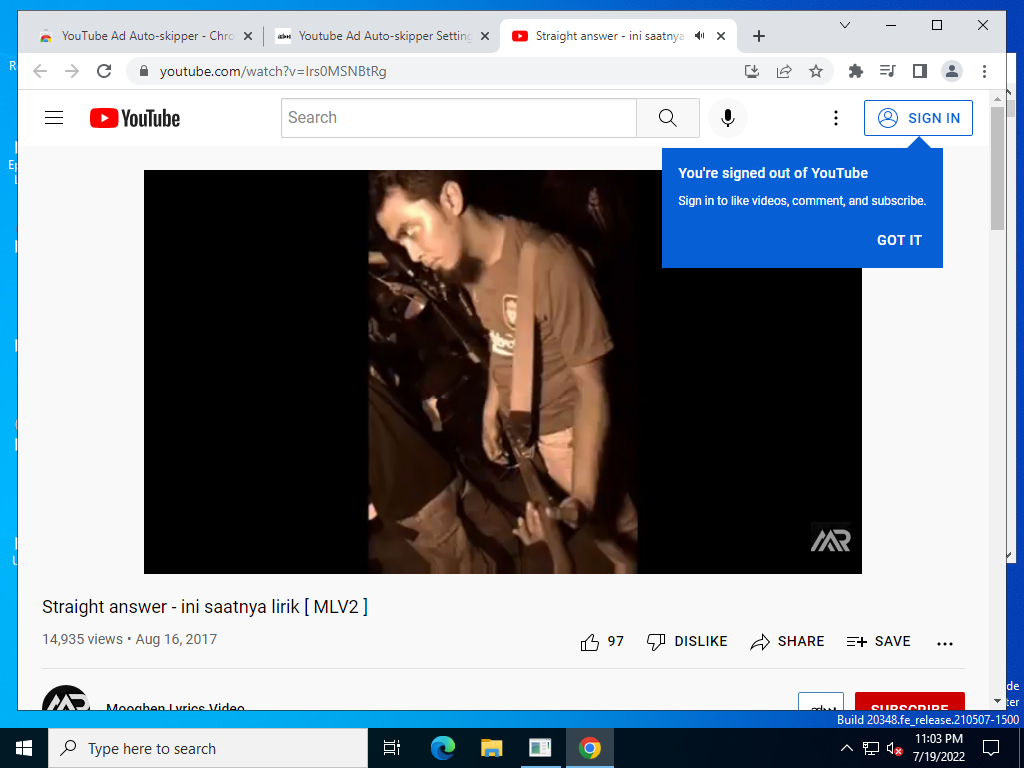 YouTube Ad Auto-skipper - Chro
Youtube Ad Auto-skipper Setting
Straight answer - ini saatnya
youtube.com/watch?v=Irs0MSNBtRg
YouTube
Search
SIGN IN
You're signed out of YouTube
Sign in to like videos, comment, and subscribe.
GOT IT
MR
Straight answer - ini saatnya lirik [ MLV2 ]
14,935 views • Aug 16, 2017
97
DISLIKE
SHARE
SAVE
Mooghen Lyrics Video
SUBSCRIBE
Build 20348.fe_release.210507-1500
Type here to search
11:03 PM
7/19/2022